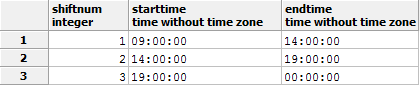 shiftnum starttime endtime
integer time without time zone time without time zone
1 1 09:00:00 14:00:00
2 2 14:00:00 19:00:00
3 3 19:00:00 00:00:00